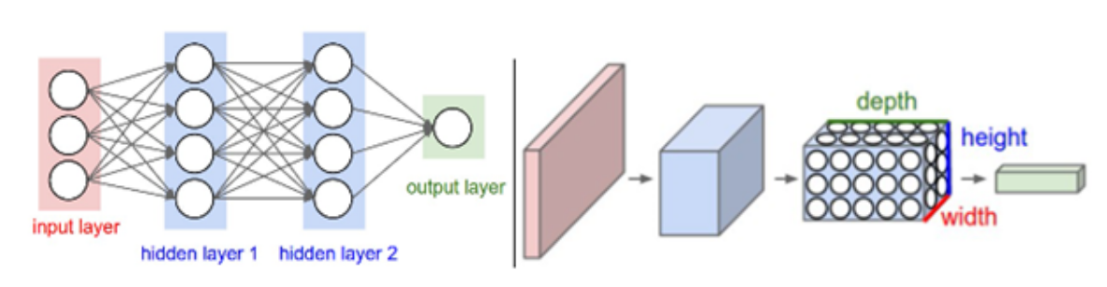 input layer
hidden layer 1
hidden layer 2
output layer
depth
height
width